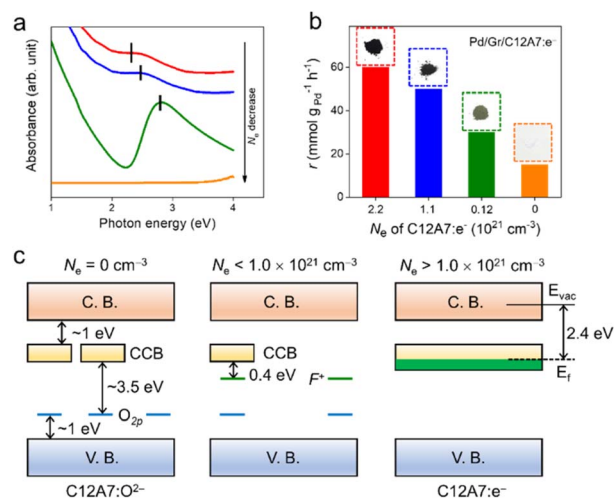 a
Absorbance (arb. unit)
Nₑ decrease
1 2 3 4
Photon energy (eV)
b
Pd/Gr/C12A7:e⁻
r (mmol g Pd⁻¹ h⁻¹)
60
40
20
0
2.2 1.1 0.12 0
Nₑ of C12A7:e⁻ (10²¹ cm⁻³)
c
Nₑ = 0 cm⁻³ Nₑ < 1.0 × 10²¹ cm⁻³ Nₑ > 1.0 × 10²¹ cm⁻³
C. B. C. B. C. B. Eᵥₐc
~1 eV 2.4 eV
CCB CCB
0.4 eV F⁺ E_f
~3.5 eV
O₂ₚ
~1 eV
V. B. V. B. V. B.
C12A7:O²⁻ C12A7:e⁻